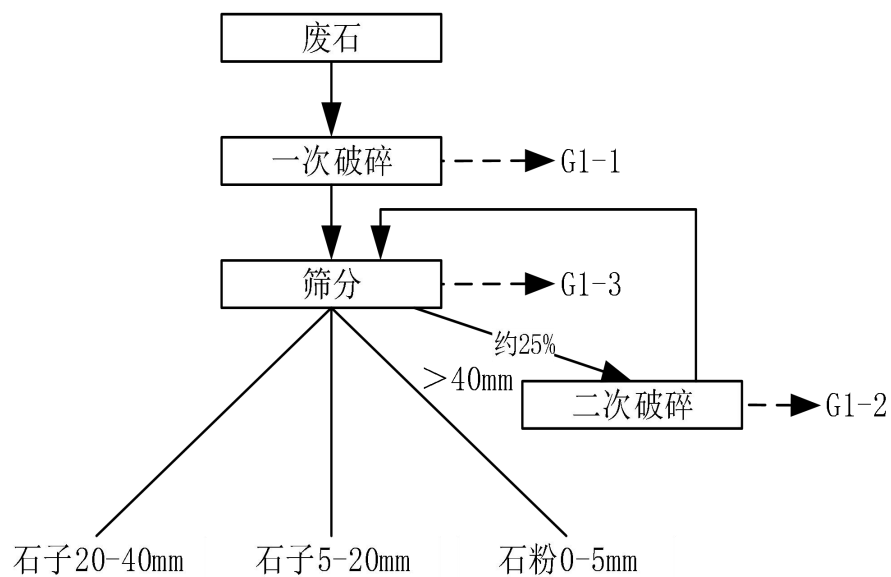 废石
一次破碎
G1-1
筛分
G1-3
约25%
>40mm
二次破碎
G1-2
石子20-40mm
石子5-20mm
石粉0-5mm